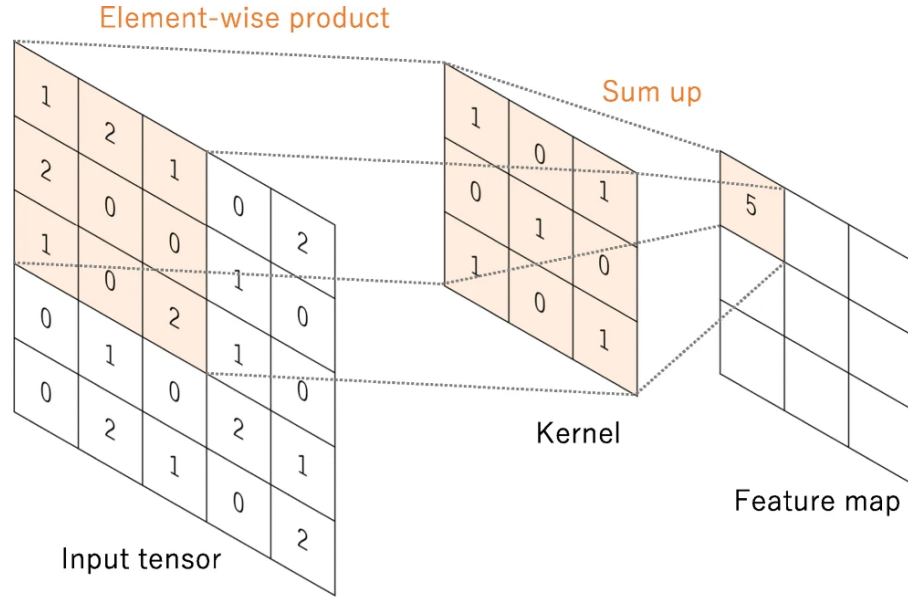 Element-wise product
Sum up
1 2 1 0 2
2 0 0 1 0
1 0 2 1 0
0 1 0 2 1
0 2 1 0 2
1 0 1
0 1 0
1 0 1
5
Kernel
Feature map
Input tensor